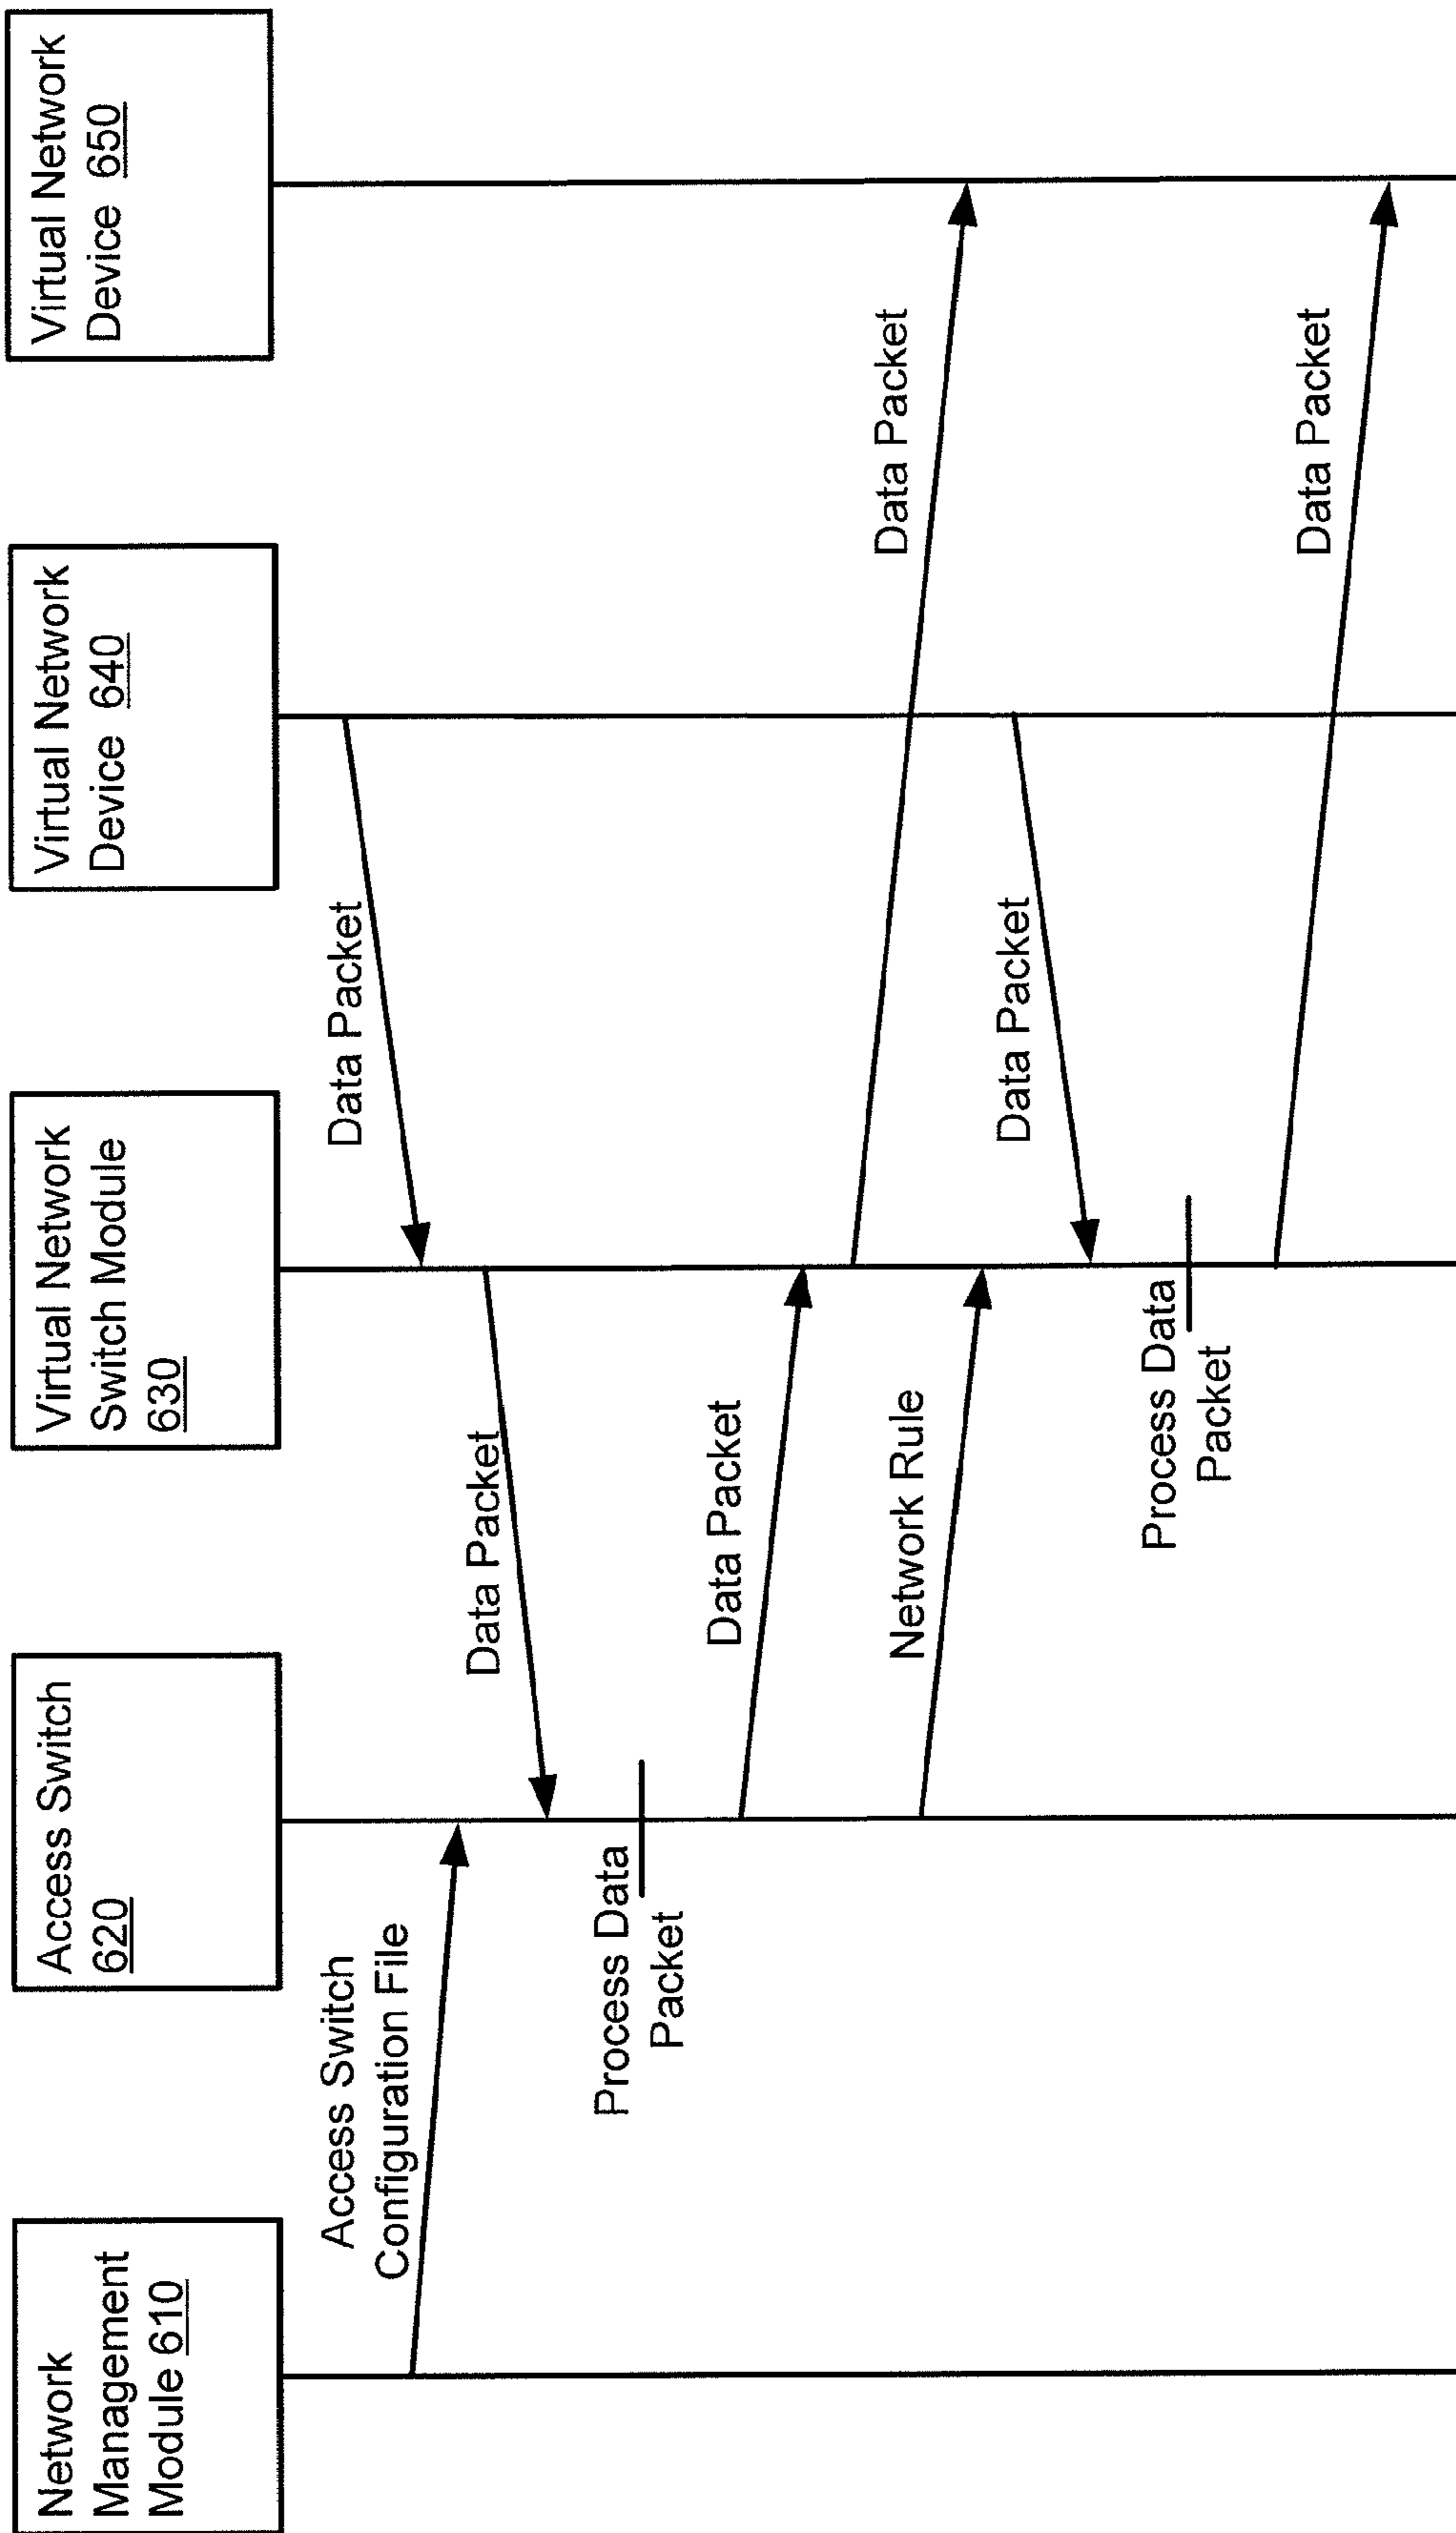 Network
Management
Module 610
Access Switch
620
Virtual Network
Switch Module
630
Virtual Network
Device 640
Virtual Network
Device 650
Access Switch
Configuration File
Data Packet
Data Packet
Process Data
Packet
Data Packet
Data Packet
Network Rule
Data Packet
Process Data
Packet
Data Packet